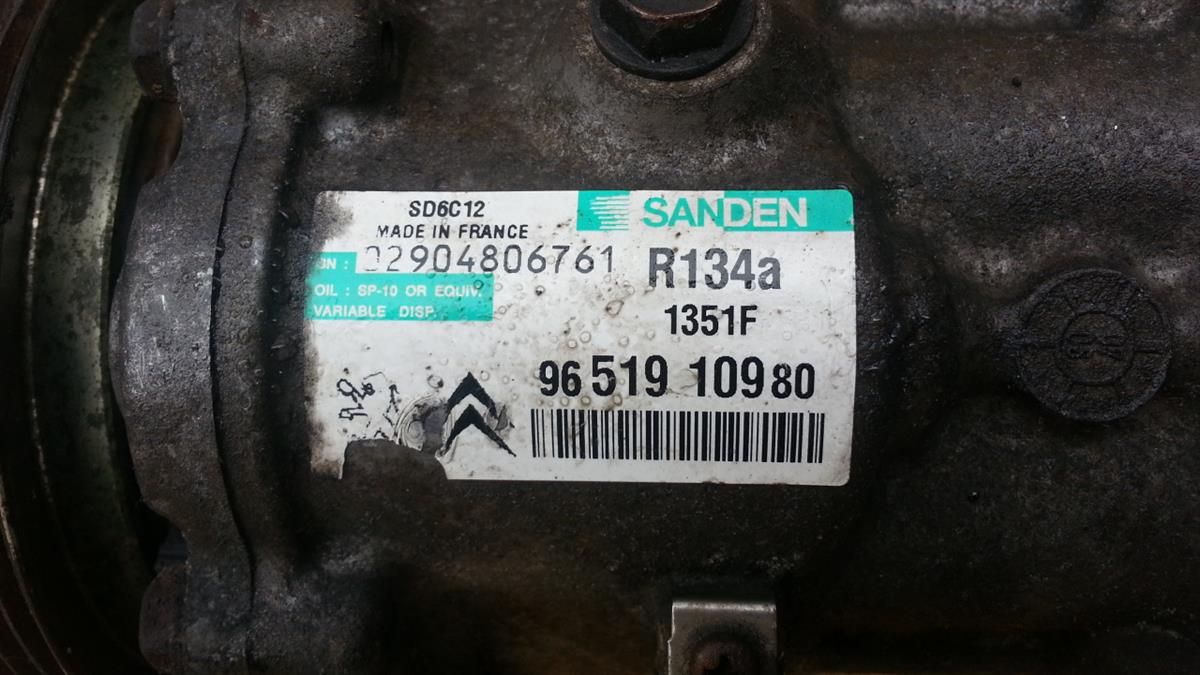 SD6C12
MADE IN FRANCE
SANDEN
SN : 02904806761
R134a
OIL : SP-10 OR EQUIV.
VARIABLE DISP.
1351F
96 519 109 80